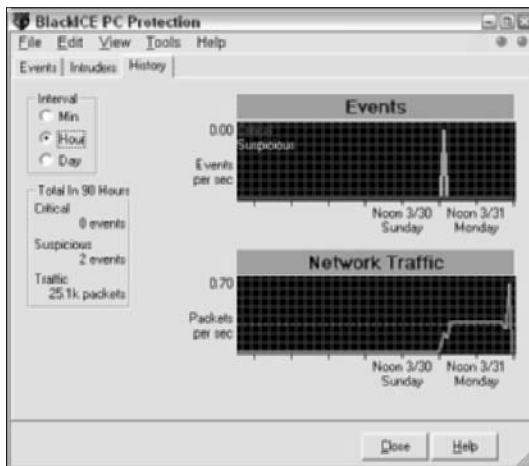 BlackICE PC Protection
File Edit View Tools Help
Events Intruders History
Interval
Min
Hour
Day
Total In 90 Hours
Critical
0 events
Suspicious
2 events
Traffic
25.1k packets
Events
0.00
Critical
Suspicious
Events
per sec
Noon 3/30 Noon 3/31
Sunday Monday
Network Traffic
0.70
Packets
per sec
Noon 3/30 Noon 3/31
Sunday Monday
Close Help